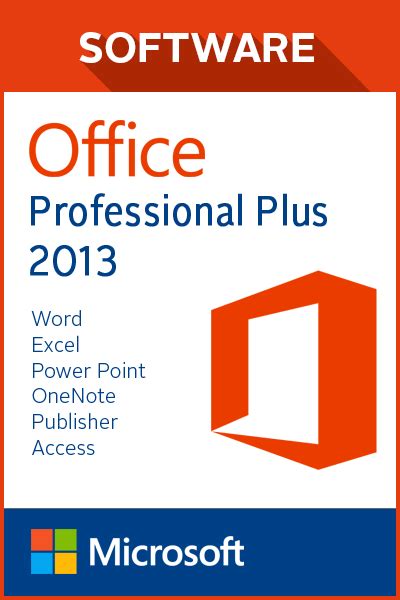 SOFTWARE
Office
Professional Plus
2013
Word
Excel
Power Point
OneNote
Publisher
Access
Microsoft